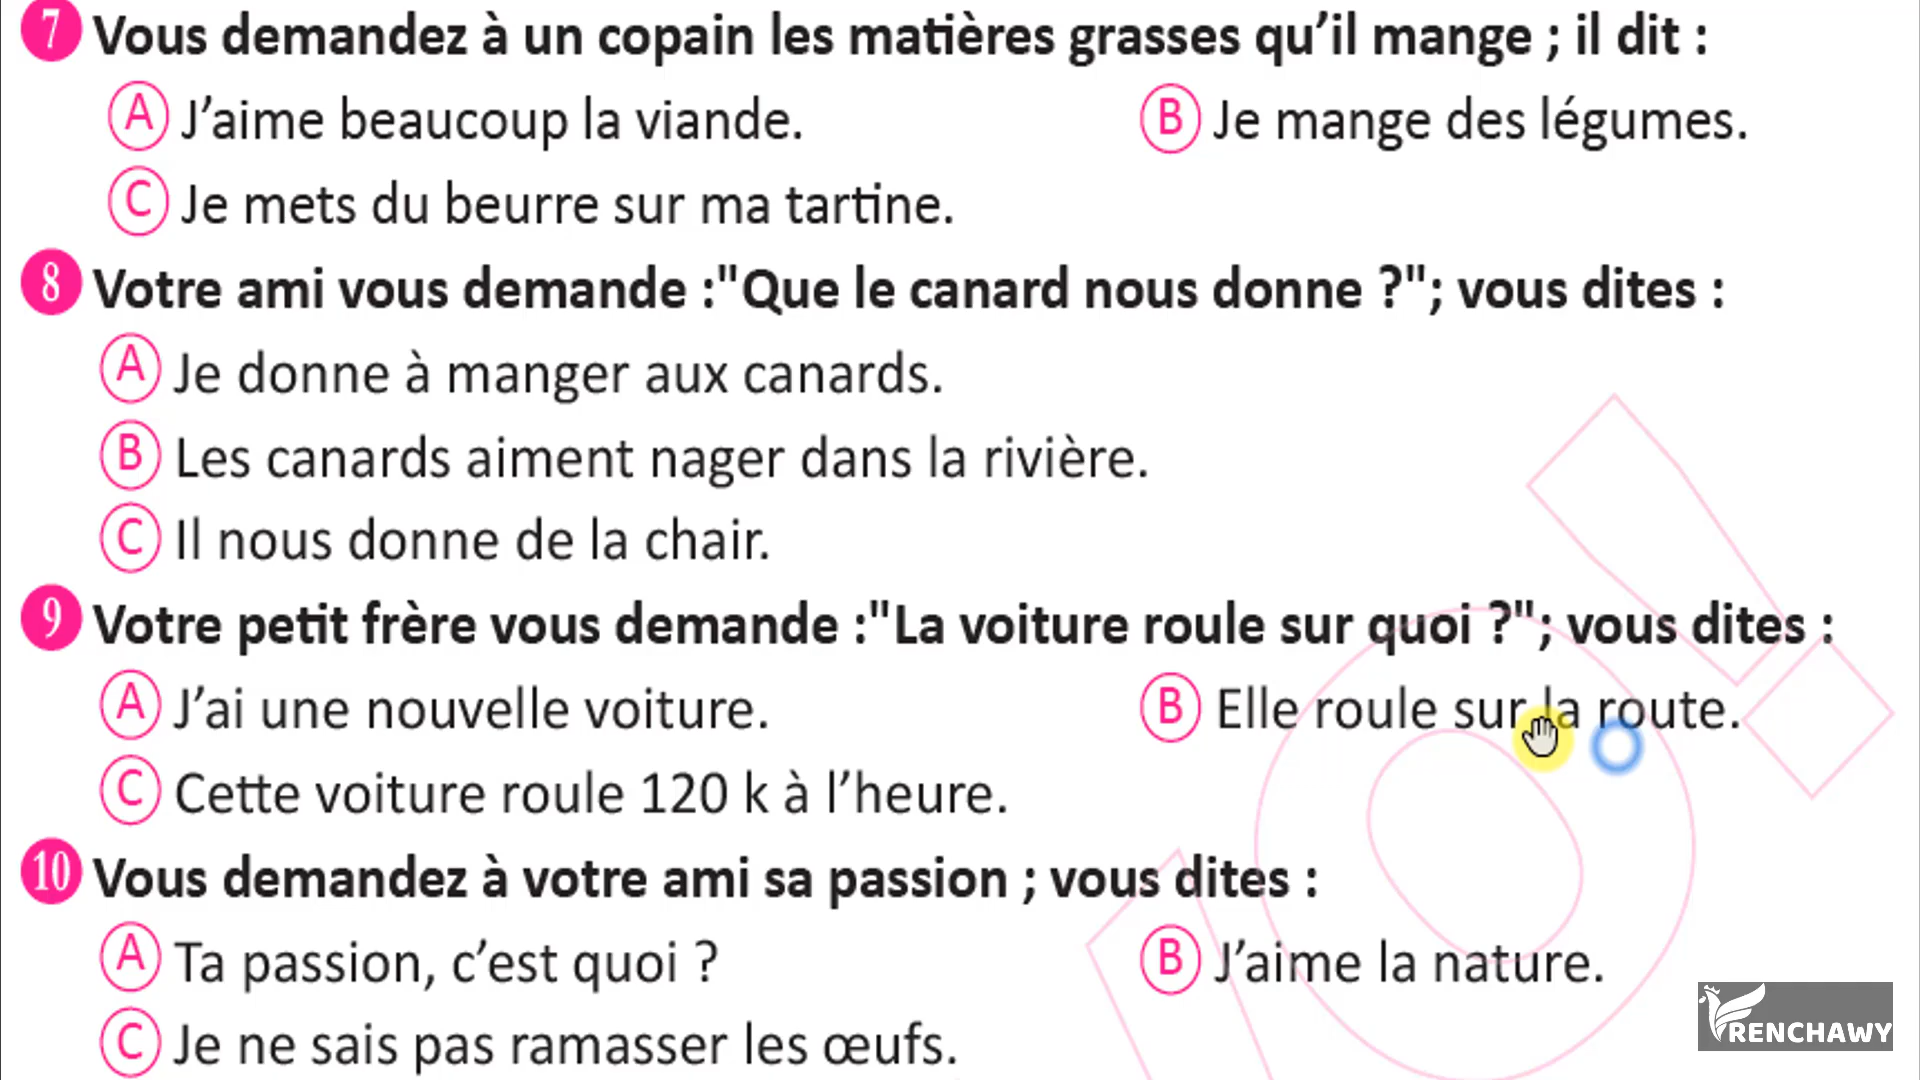 7 Vous demandez à un copain les matières grasses qu’il mange ; il dit :
A J’aime beaucoup la viande. B Je mange des légumes.
C Je mets du beurre sur ma tartine.
8 Votre ami vous demande :"Que le canard nous donne ?"; vous dites :
A Je donne à manger aux canards.
B Les canards aiment nager dans la rivière.
C Il nous donne de la chair.
9 Votre petit frère vous demande :"La voiture roule sur quoi ?"; vous dites :
A J’ai une nouvelle voiture. B Elle roule sur la route.
C Cette voiture roule 120 k à l’heure.
10 Vous demandez à votre ami sa passion ; vous dites :
A Ta passion, c’est quoi ? B J’aime la nature.
C Je ne sais pas ramasser les œufs.
FRENCHAWY